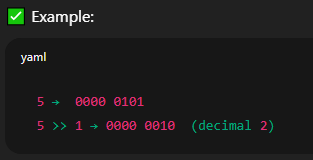 ✅ Example:
yaml
5 → 0000 0101
5 >> 1 → 0000 0010 (decimal 2)